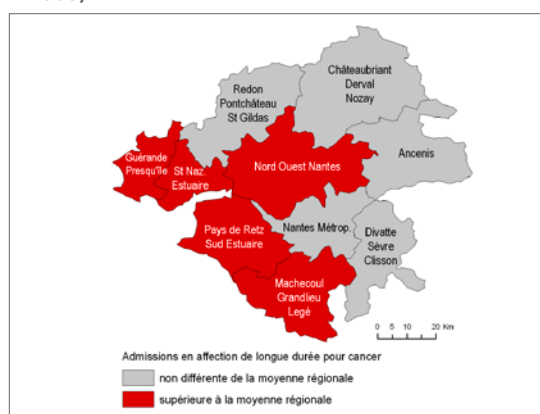 Châteaubriant
Derval
Nozay
Redon
Pontchâteau
St Gildas
Guérande
Presqu'île
St Naz.
Estuaire
Nord Ouest Nantes
Ancenis
Pays de Retz
Sud Estuaire
Nantes Métrop.
Divatte
Sèvre
Clisson
Machecoul
Grandlieu
Legé
0 5 10 20 Km
Admissions en affection de longue durée pour cancer
non différente de la moyenne régionale
supérieure à la moyenne régionale